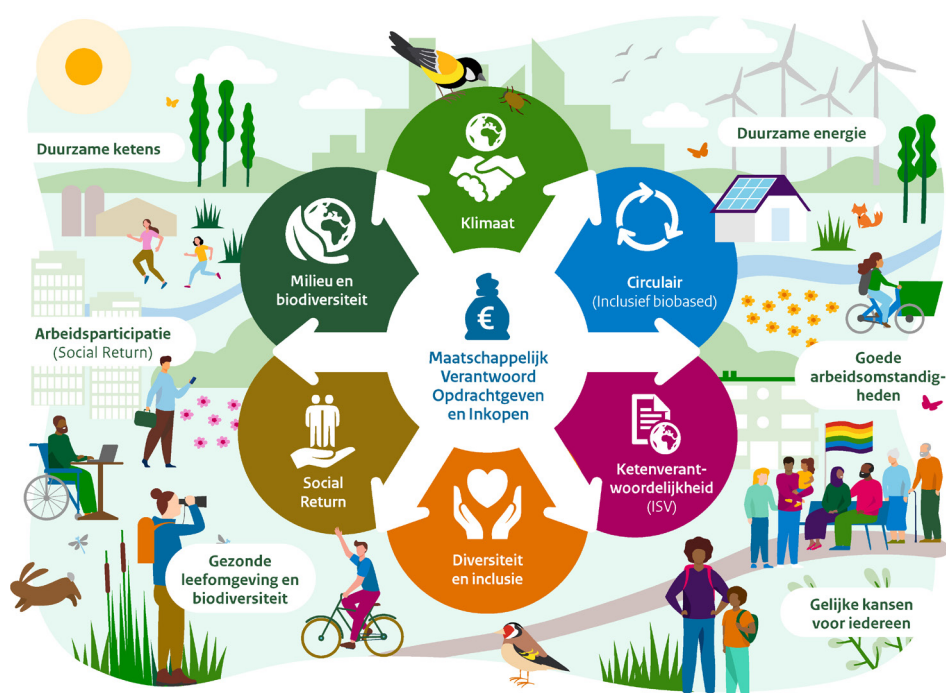 Duurzame ketens
Duurzame energie
Klimaat
Milieu en
biodiversiteit
Circulair
(Inclusief biobased)
€
Maatschappelijk
Verantwoord
Opdrachtgeven
en Inkopen
Arbeidsparticipatie
(Social Return)
Goede
arbeidsomstandig-
heden
Social
Return
Ketenverant-
woordelijkheid
(ISV)
Diversiteit
en inclusie
Gezonde
leefomgeving en
biodiversiteit
Gelijke kansen
voor iedereen